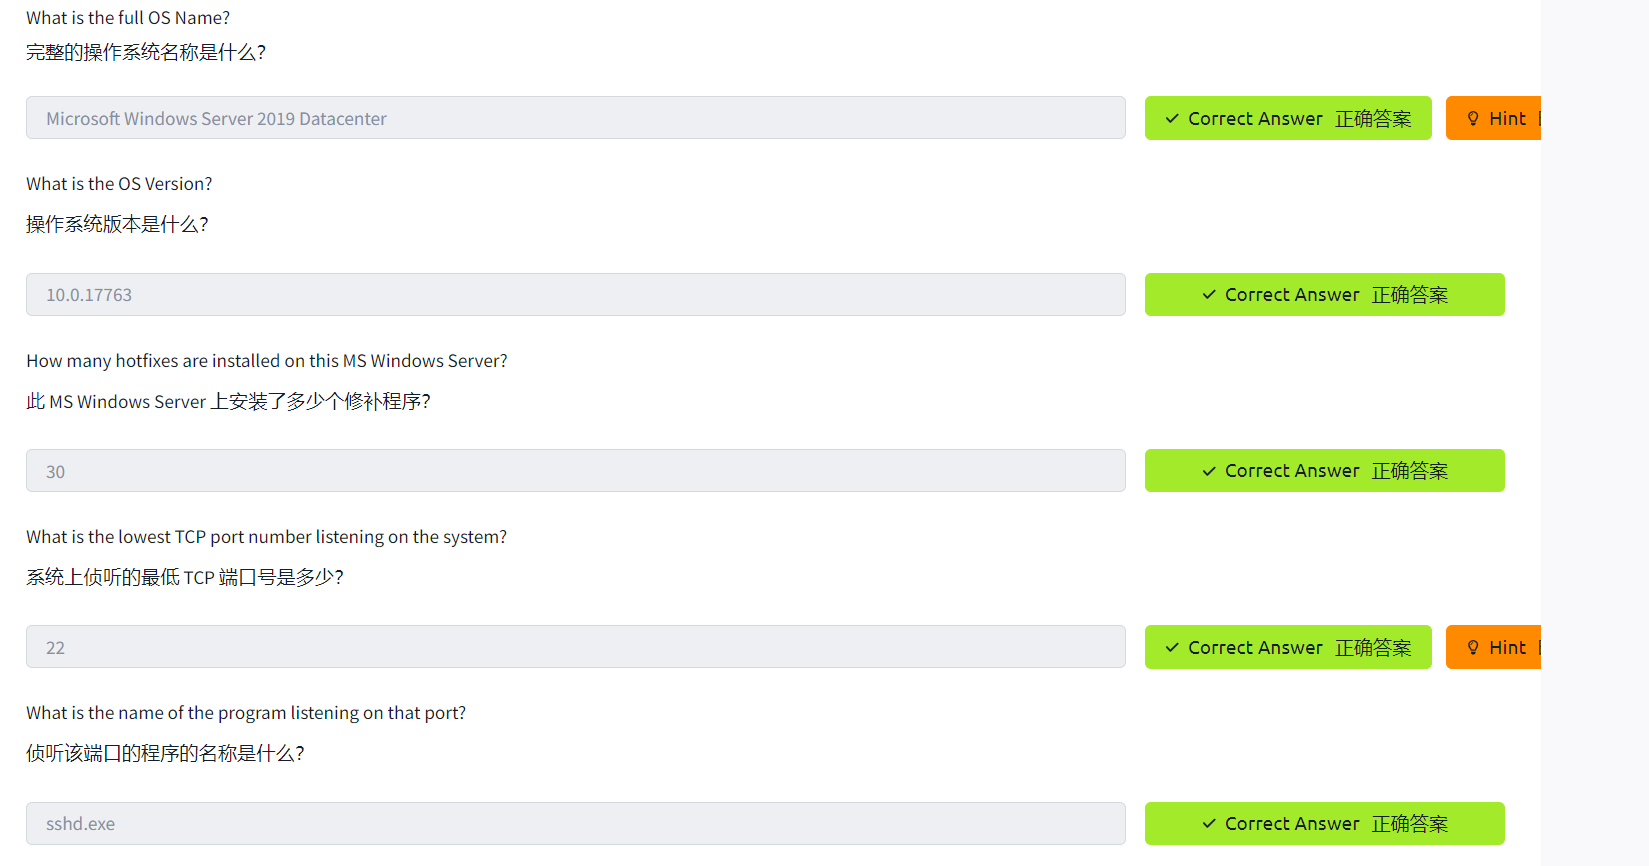 What is the full OS Name?
完整的操作系统名称是什么？
Microsoft Windows Server 2019 Datacenter
Correct Answer 正确答案
Hint
What is the OS Version?
操作系统版本是什么？
10.0.17763
Correct Answer 正确答案
How many hotfixes are installed on this MS Windows Server?
此 MS Windows Server 上安装了多少个修补程序？
30
Correct Answer 正确答案
What is the lowest TCP port number listening on the system?
系统上侦听的最低 TCP 端口号是多少？
22
Correct Answer 正确答案
Hint
What is the name of the program listening on that port?
侦听该端口的程序的名称是什么？
sshd.exe
Correct Answer 正确答案